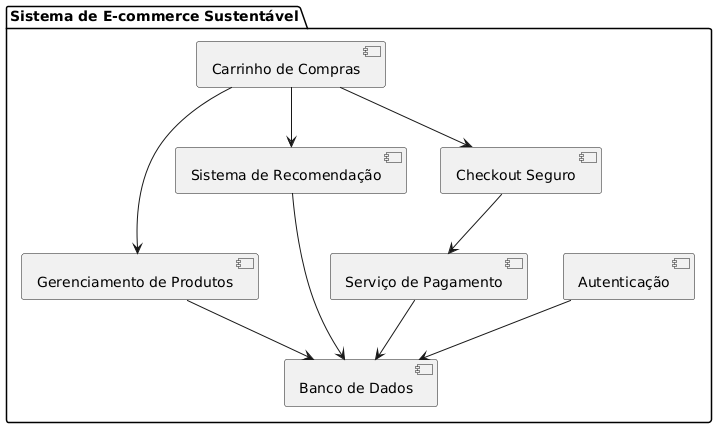 Sistema de E-commerce Sustentável
Carrinho de Compras
Sistema de Recomendação
Checkout Seguro
Gerenciamento de Produtos
Serviço de Pagamento
Autenticação
Banco de Dados